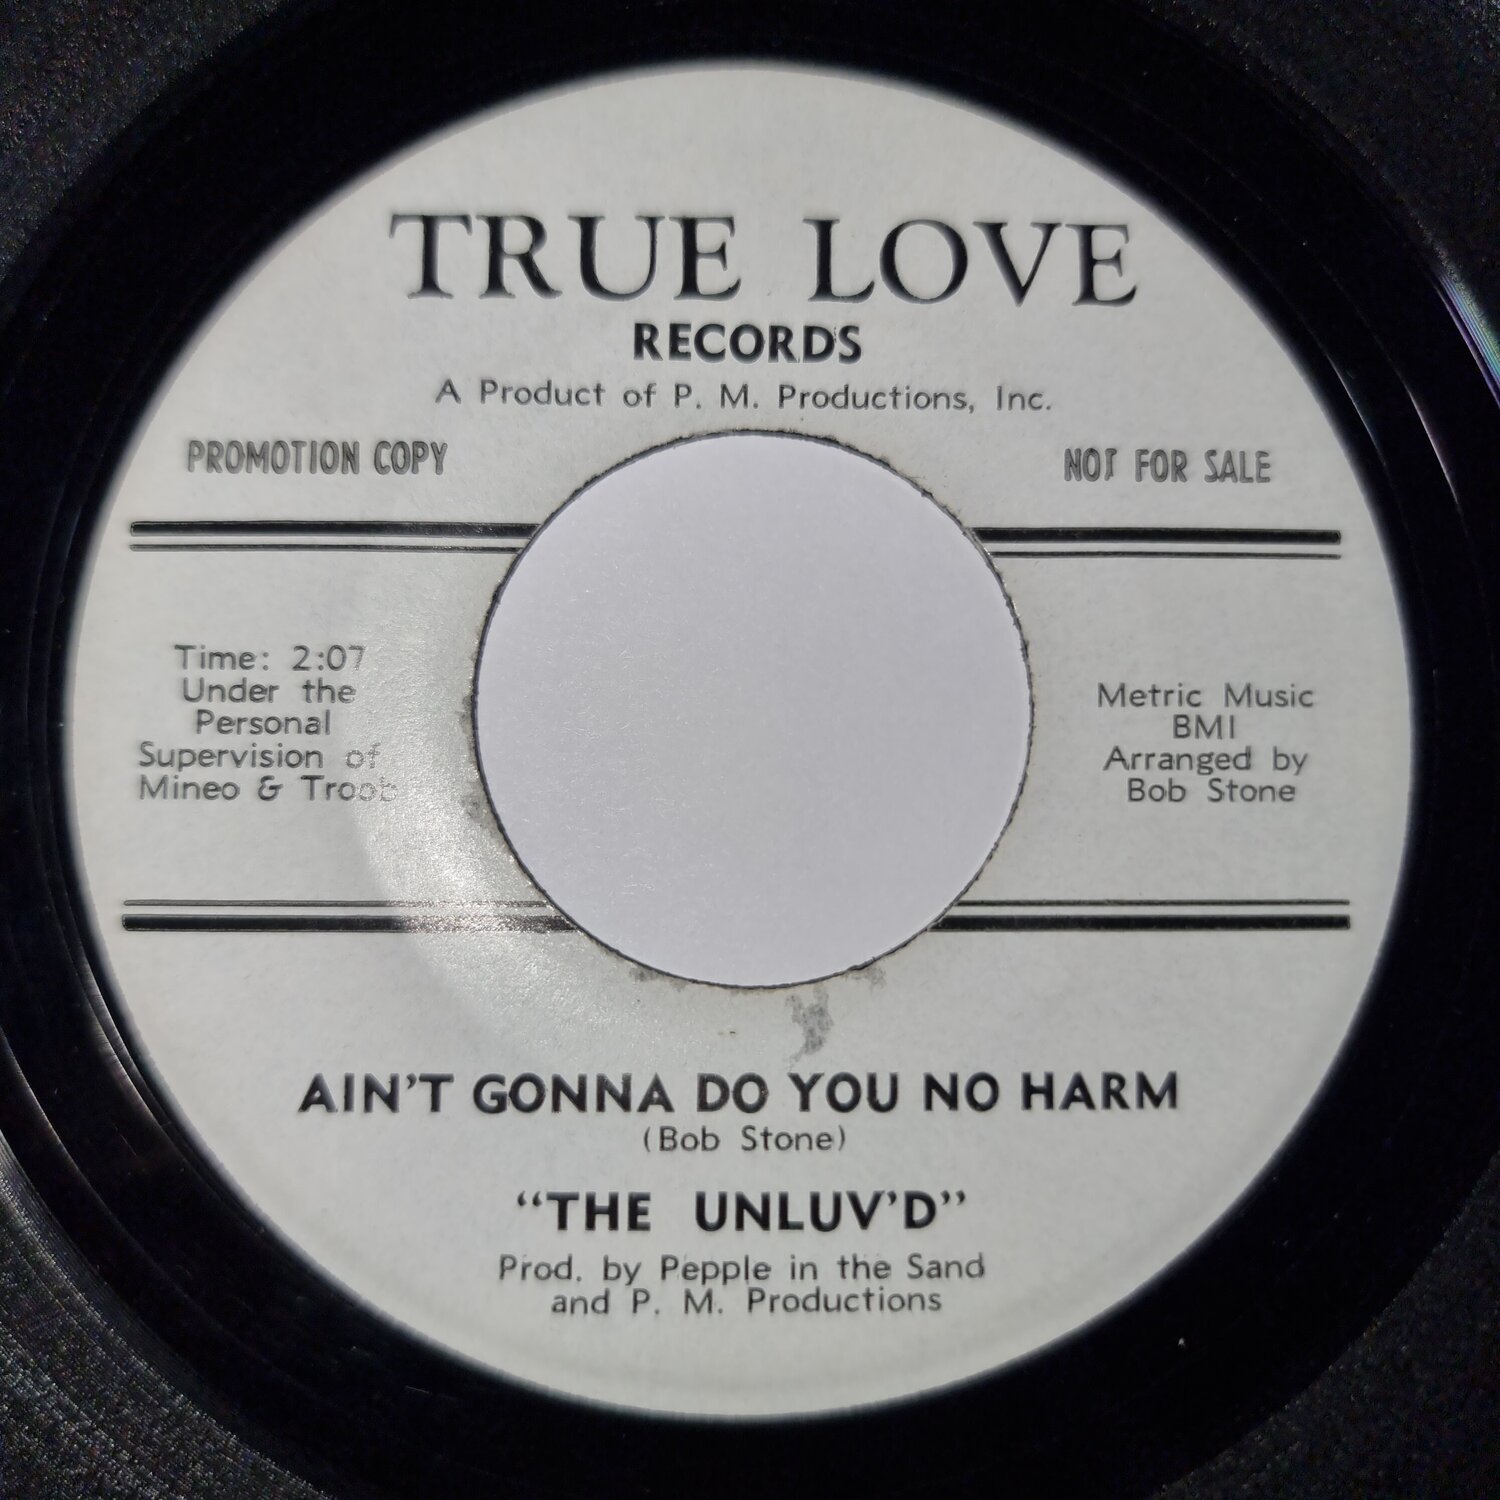 TRUE LOVE
RECORDS
A Product of P. M. Productions, Inc.
PROMOTION COPY
NOT FOR SALE
Time: 2:07
Under the
Personal
Supervision of
Mineo & Troob
Metric Music
BMI
Arranged by
Bob Stone
AIN'T GONNA DO YOU NO HARM
(Bob Stone)
“THE UNLUV'D”
Prod. by Pepple in the Sand
and P. M. Productions